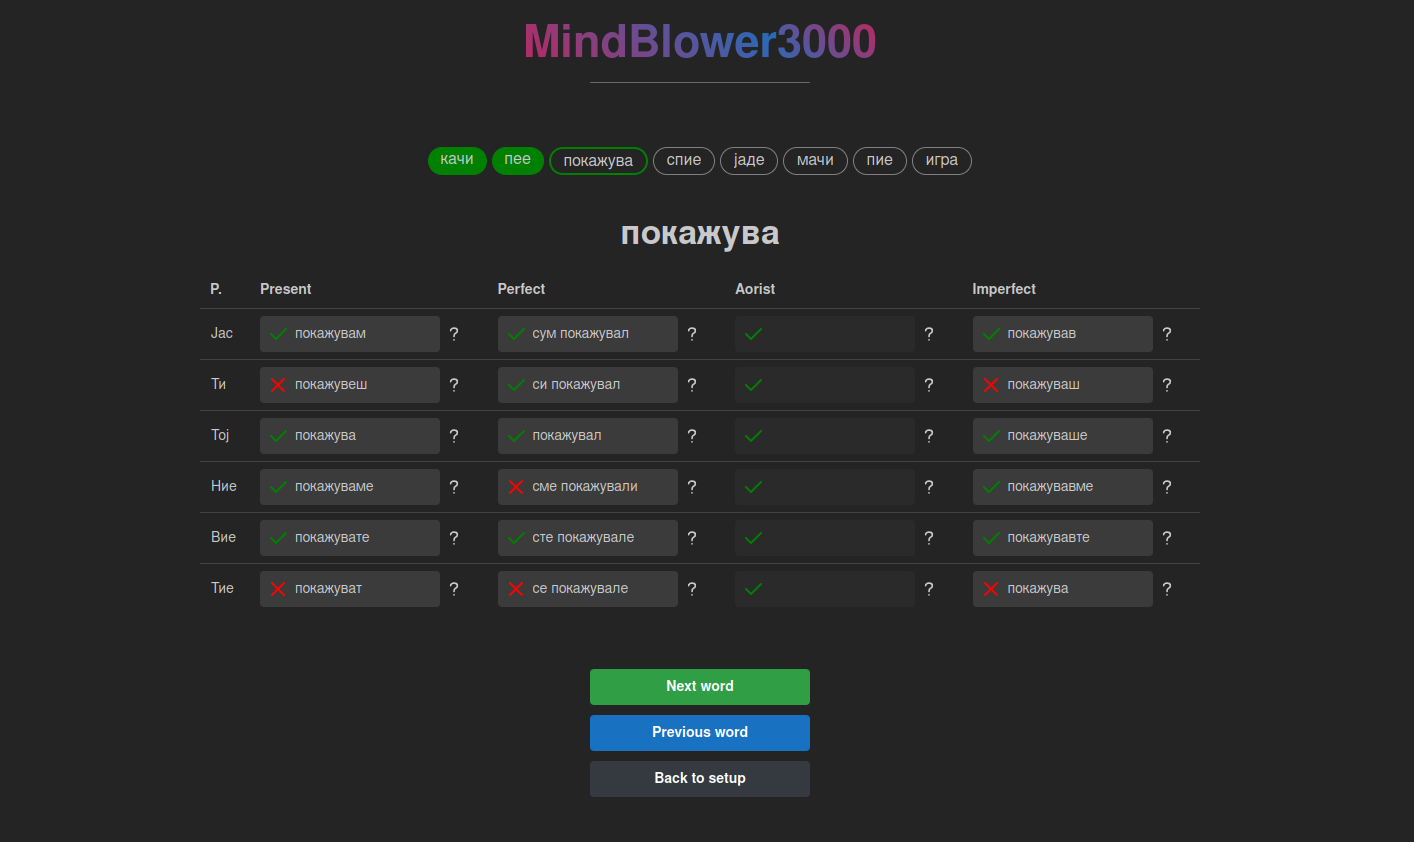 MindBlower3000
качи пее покажува спие јаде мачи пие игра
покажува
P. Present Perfect Aorist Imperfect
Јас покажувам ? сум покажувал ? ? покажував ?
Ти покажувеш ? си покажувал ? ? покажуваш ?
Тој покажува ? покажувал ? ? покажуваше ?
Ние покажуваме ? сме покажували ? ? покажувавме ?
Вие покажувате ? сте покажувале ? ? покажувавте ?
Тие покажуват ? се покажувале ? ? покажува ?
Next word
Previous word
Back to setup